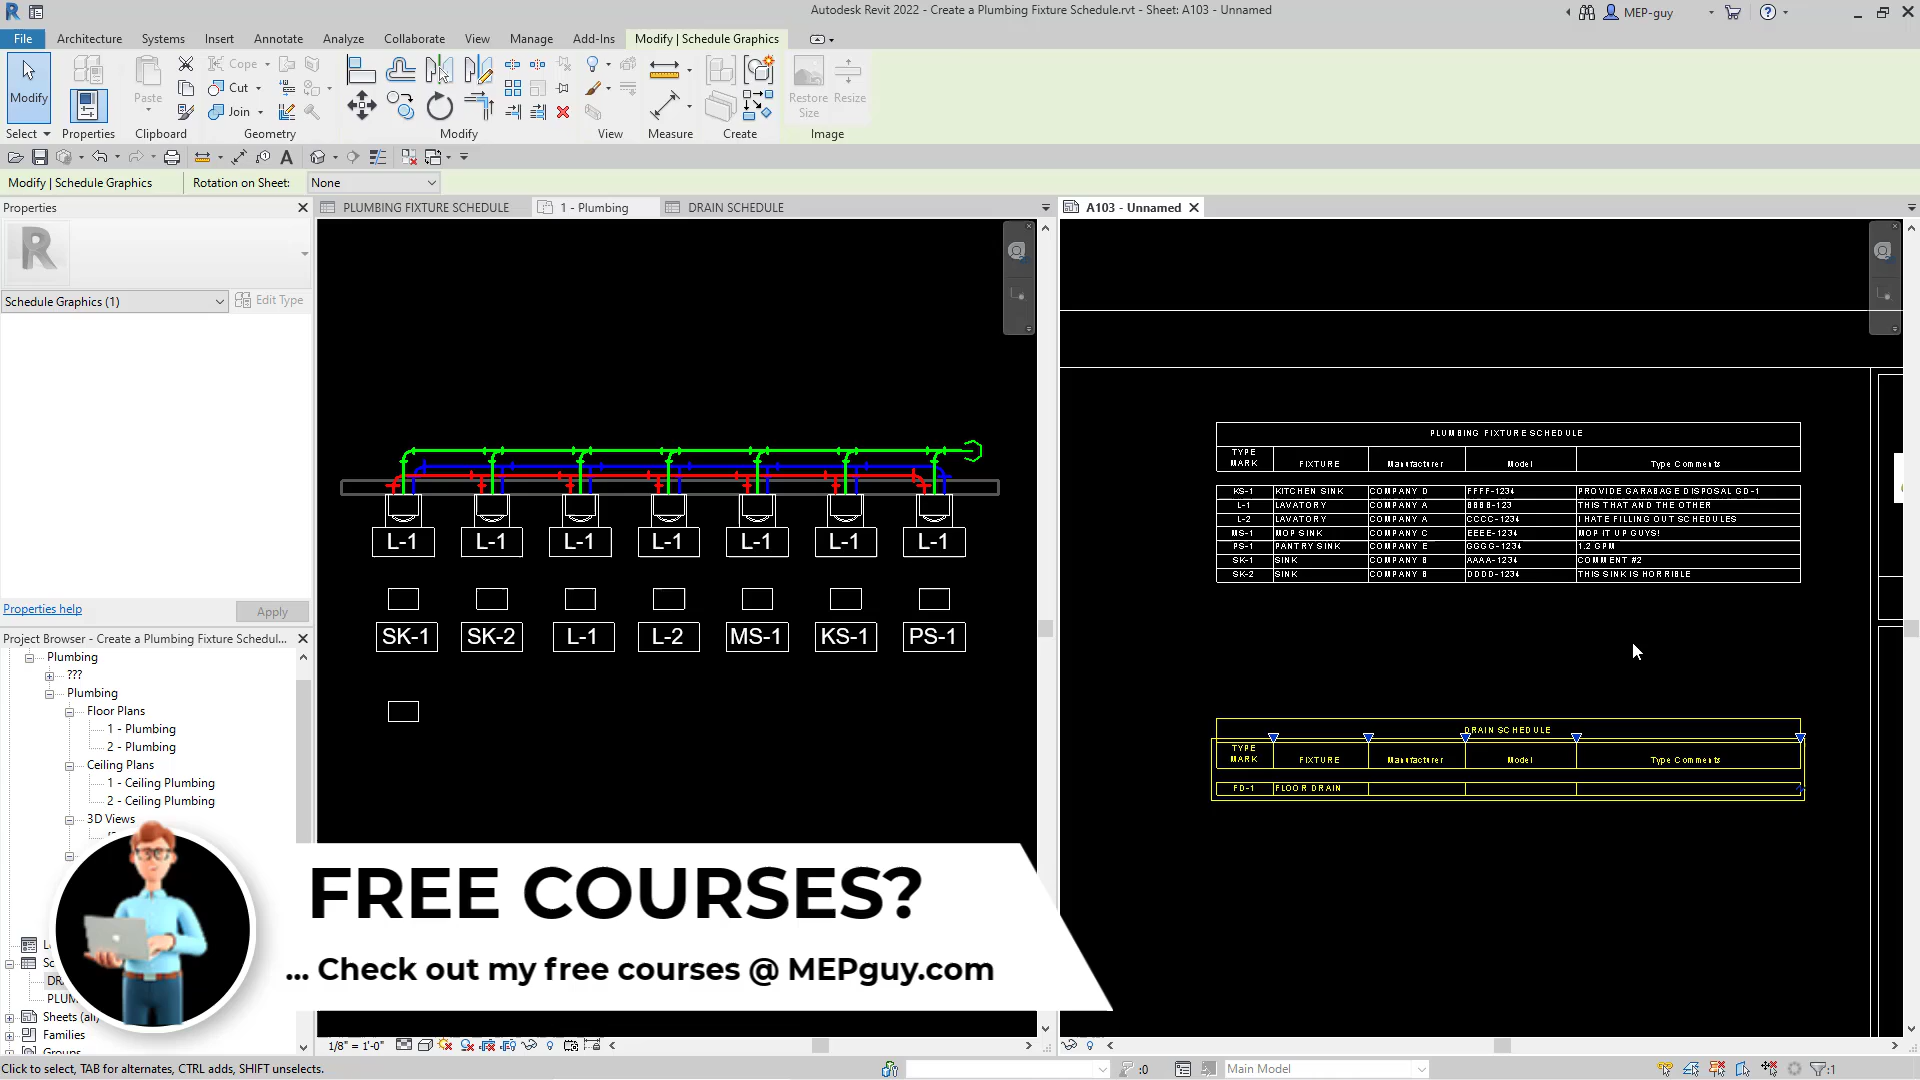 Autodesk Revit 2022 - Create a Plumbing Fixture Schedule.rvt - Sheet: A103 - Unnamed
MEP-guy
File Architecture Systems Insert Annotate Analyze Collaborate View Manage Add-Ins Modify | Schedule Graphics
Modify
Paste
Cope
Cut
Join
Restore Size
Resize
Select Properties Clipboard Geometry Modify View Measure Create Image
Modify | Schedule Graphics
Rotation on Sheet:
None
Properties
R
Schedule Graphics (1)
Edit Type
Properties help
Apply
Project Browser - Create a Plumbing Fixture Schedul...
Plumbing
???
Plumbing
Floor Plans
1 - Plumbing
2 - Plumbing
Ceiling Plans
1 - Ceiling Plumbing
2 - Ceiling Plumbing
3D Views
Sheets (all)
Families
PLUMBING FIXTURE SCHEDULE
1 - Plumbing
DRAIN SCHEDULE
L-1 L-1 L-1 L-1 L-1 L-1 L-1
SK-1 SK-2 L-1 L-2 MS-1 KS-1 PS-1
1/8" = 1'-0"
A103 - Unnamed
PLUMBING FIXTURE SCHEDULE
TYPE MARK FIXTURE Manufacturer Model Type Comments
KS-1 KITCHEN SINK COMPANY D FFFF-1234 PROVIDE GARABAGE DISPOSAL GD-1
L-1 LAVATORY COMPANY A BBBB-123 THIS THAT AND THE OTHER
L-2 LAVATORY COMPANY A CCCC-1234 I HATE FILLING OUT SCHEDULES
MS-1 MOP SINK COMPANY C EEEE-1234 MOP IT UP GUYS!
PS-1 PANTRY SINK COMPANY E GGGG-1234 1.2 GPM
SK-1 SINK COMPANY B AAAA-1234 COMMENT #2
SK-2 SINK COMPANY B DDDD-1234 THIS SINK IS HORRIBLE
DRAIN SCHEDULE
TYPE MARK FIXTURE Manufacturer Model Type Comments
FD-1 FLOOR DRAIN
FREE COURSES?
... Check out my free courses @ MEPguy.com
Click to select, TAB for alternates, CTRL adds, SHIFT unselects.
:0
Main Model
:1